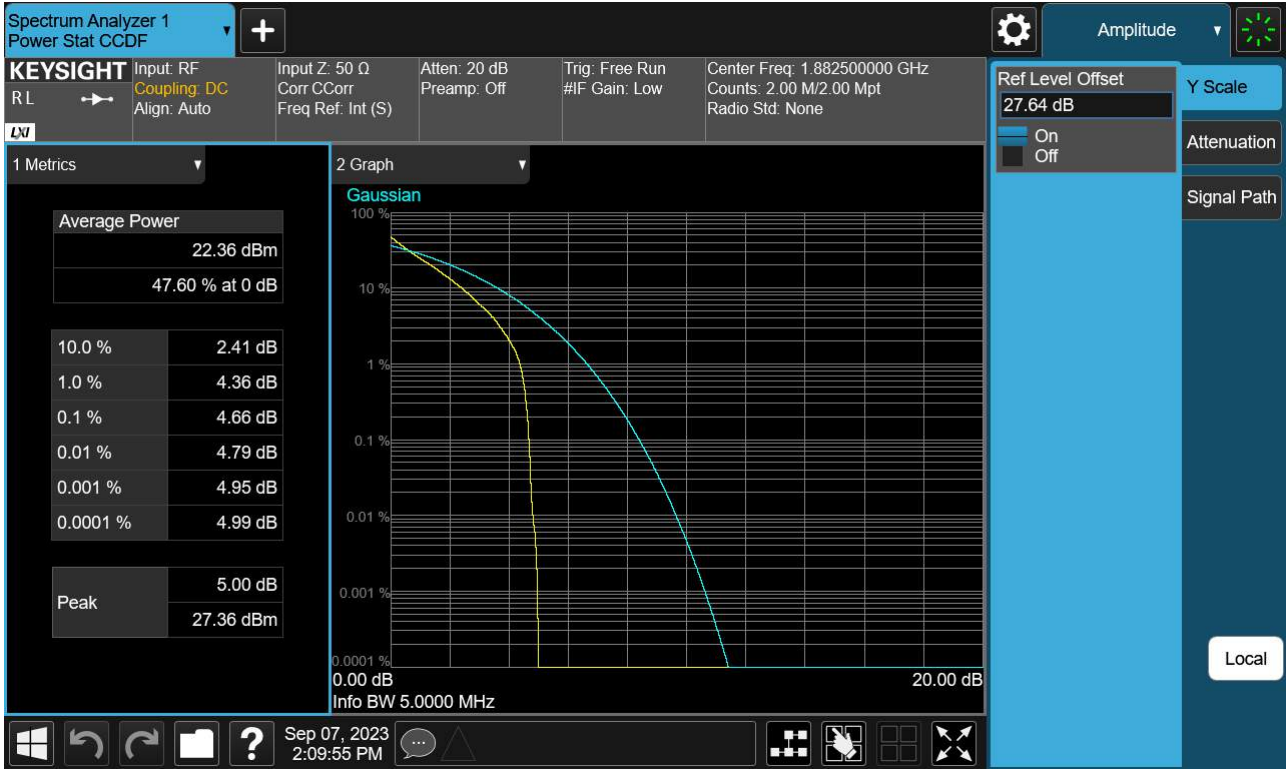 Spectrum Analyzer 1
Power Stat CCDF
Amplitude
KEYSIGHT
R L
LXI
Input: RF
Coupling: DC
Align: Auto
Input Z: 50 Ω
Corr CCorr
Freq Ref: Int (S)
Atten: 20 dB
Preamp: Off
Trig: Free Run
#IF Gain: Low
Center Freq: 1.882500000 GHz
Counts: 2.00 M/2.00 Mpt
Radio Std: None
Ref Level Offset
27.64 dB
On
Off
Y Scale
Attenuation
Signal Path
Local
1 Metrics
Average Power
22.36 dBm
47.60 % at 0 dB
10.0 % 2.41 dB
1.0 % 4.36 dB
0.1 % 4.66 dB
0.01 % 4.79 dB
0.001 % 4.95 dB
0.0001 % 4.99 dB
Peak
5.00 dB
27.36 dBm
2 Graph
Gaussian
100 %
10 %
1 %
0.1 %
0.01 %
0.001 %
0.0001 %
0.00 dB 20.00 dB
Info BW 5.0000 MHz
?
Sep 07, 2023
2:09:55 PM